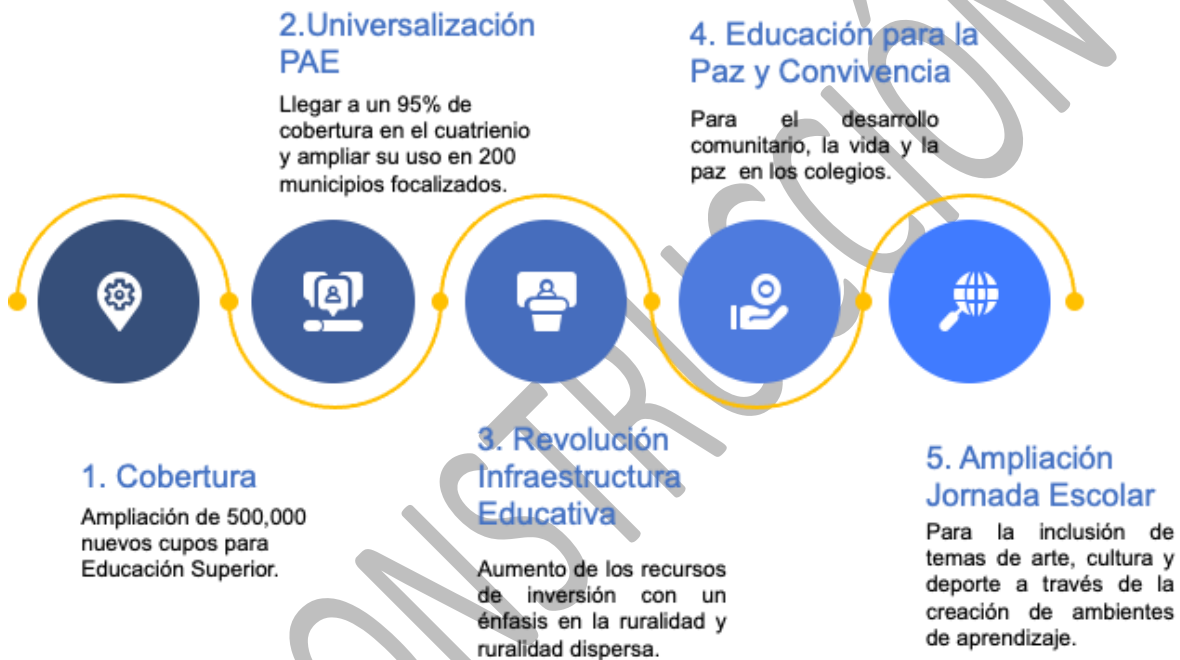 2.Universalización
PAE
Llegar a un 95% de
cobertura en el cuatrienio
y ampliar su uso en 200
municipios focalizados.
4. Educación para la
Paz y Convivencia
Para el desarrollo
comunitario, la vida y la
paz en los colegios.
1. Cobertura
Ampliación de 500,000
nuevos cupos para
Educación Superior.
3. Revolución
Infraestructura
Educativa
Aumento de los recursos
de inversión con un
énfasis en la ruralidad y
ruralidad dispersa.
5. Ampliación
Jornada Escolar
Para la inclusión de
temas de arte, cultura y
deporte a través de la
creación de ambientes
de aprendizaje.
ONSTRICCIÓN